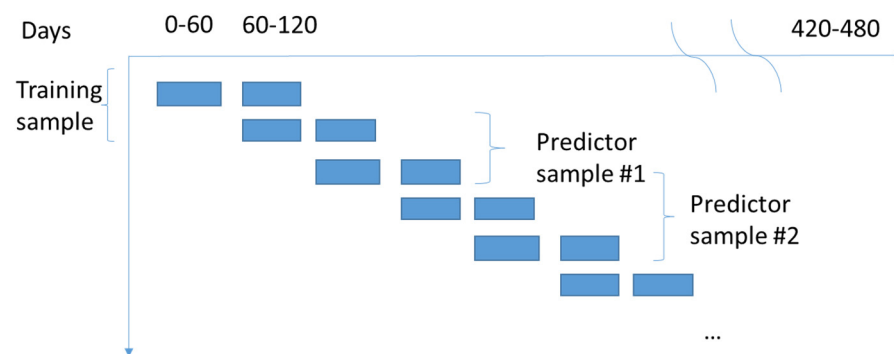 Days 0-60 60-120 420-480
Training
sample
Predictor
sample #1
Predictor
sample #2
...